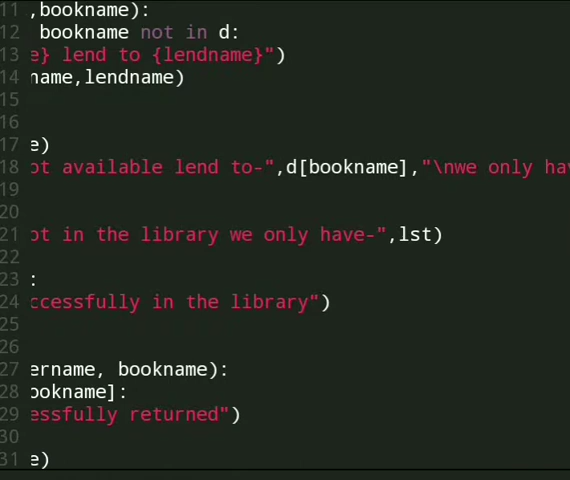 11 ,bookname):
12 bookname not in d:
13 e} lend to {lendname}")
14 name,lendname)
15
16
17 e)
18 ot available lend to-",d[bookname],"\nwe only hav
19
20
21 ot in the library we only have-",lst)
22
23 :
24 ccessfully in the library")
25
26
27 ername, bookname):
28 ookname]:
29 essfully returned")
30
31 e)